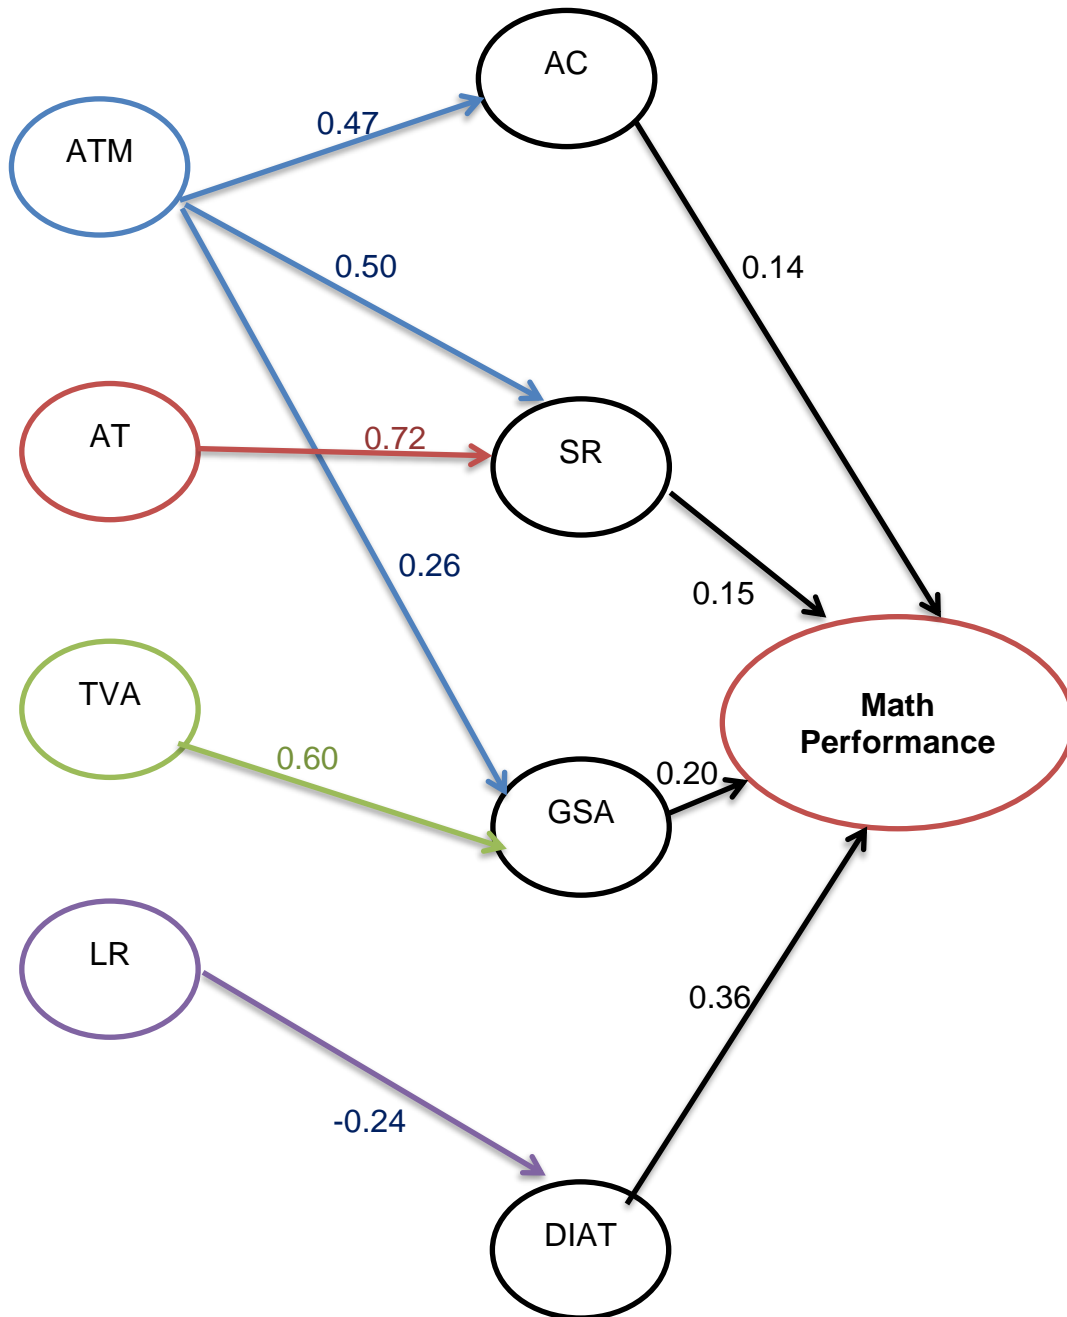 AC
0.47
ATM
0.50
0.14
AT
0.72
SR
0.26
0.15
TVA
Math
Performance
0.60
0.20
GSA
LR
0.36
-0.24
DIAT